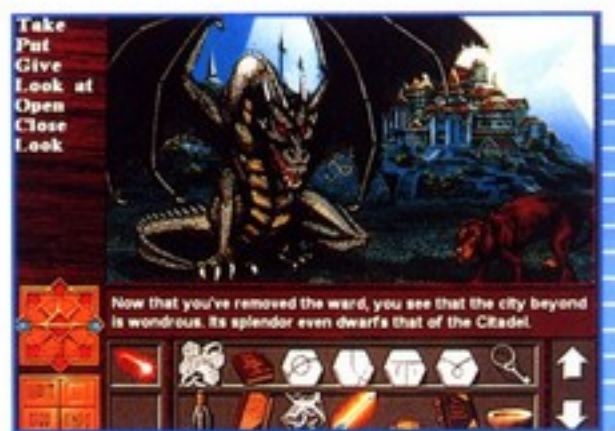 Take
Put
Give
Look at
Open
Close
Look
Now that you've removed the ward, you see that the city beyond
is wondrous. Its splendor even dwarfs that of the Citadel.